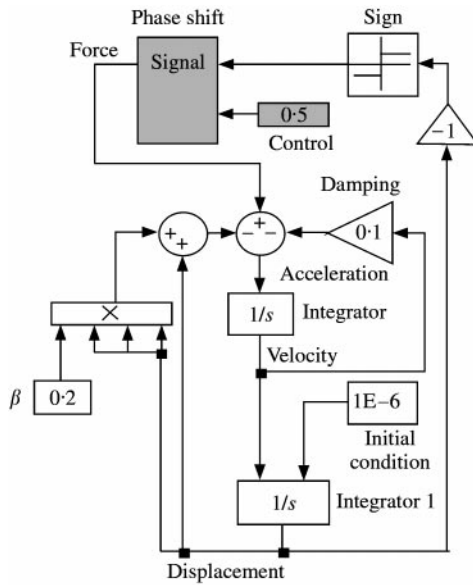 Phase shift
Sign
Force
Signal
0·5
Control
−1
Damping
+
+
+
−
−
0·1
Acceleration
×
1/s
Integrator
Velocity
β
0·2
1E−6
Initial
condition
1/s
Integrator 1
Displacement